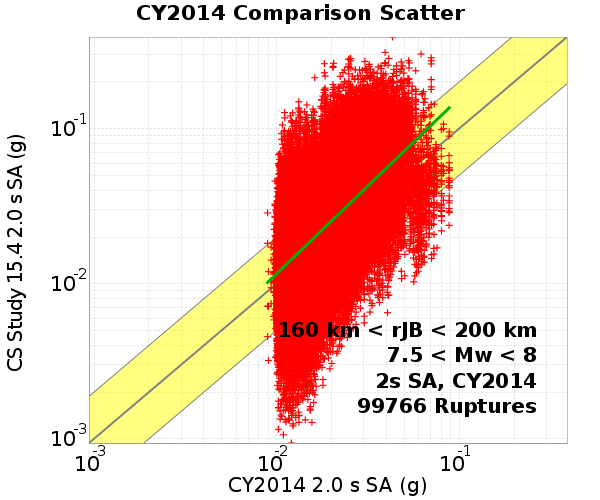 CY2014 Comparison Scatter
CS Study 15.4 2.0 s SA (g)
10-1
10-2
10-3
160 km < rJB < 200 km
7.5 < Mw < 8
2s SA, CY2014
99766 Ruptures
10-3
10-2
10-1
CY2014 2.0 s SA (g)